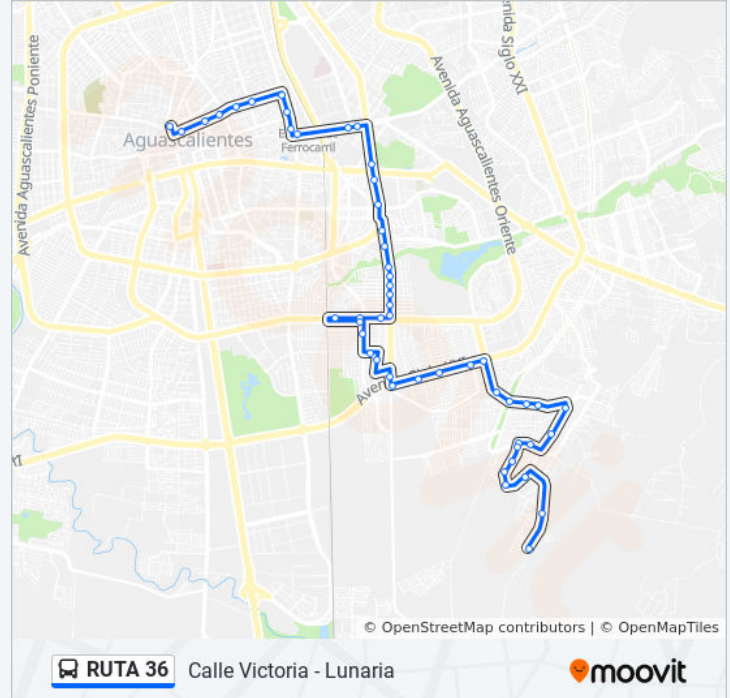 Avenida Aguascalientes Poniente
Avenida Siglo XXI
Avenida Aguascalientes Oriente
Aguascalientes
Ferrocarril
© OpenStreetMap contributors | © OpenMapTiles
RUTA 36
Calle Victoria - Lunaria
moovit